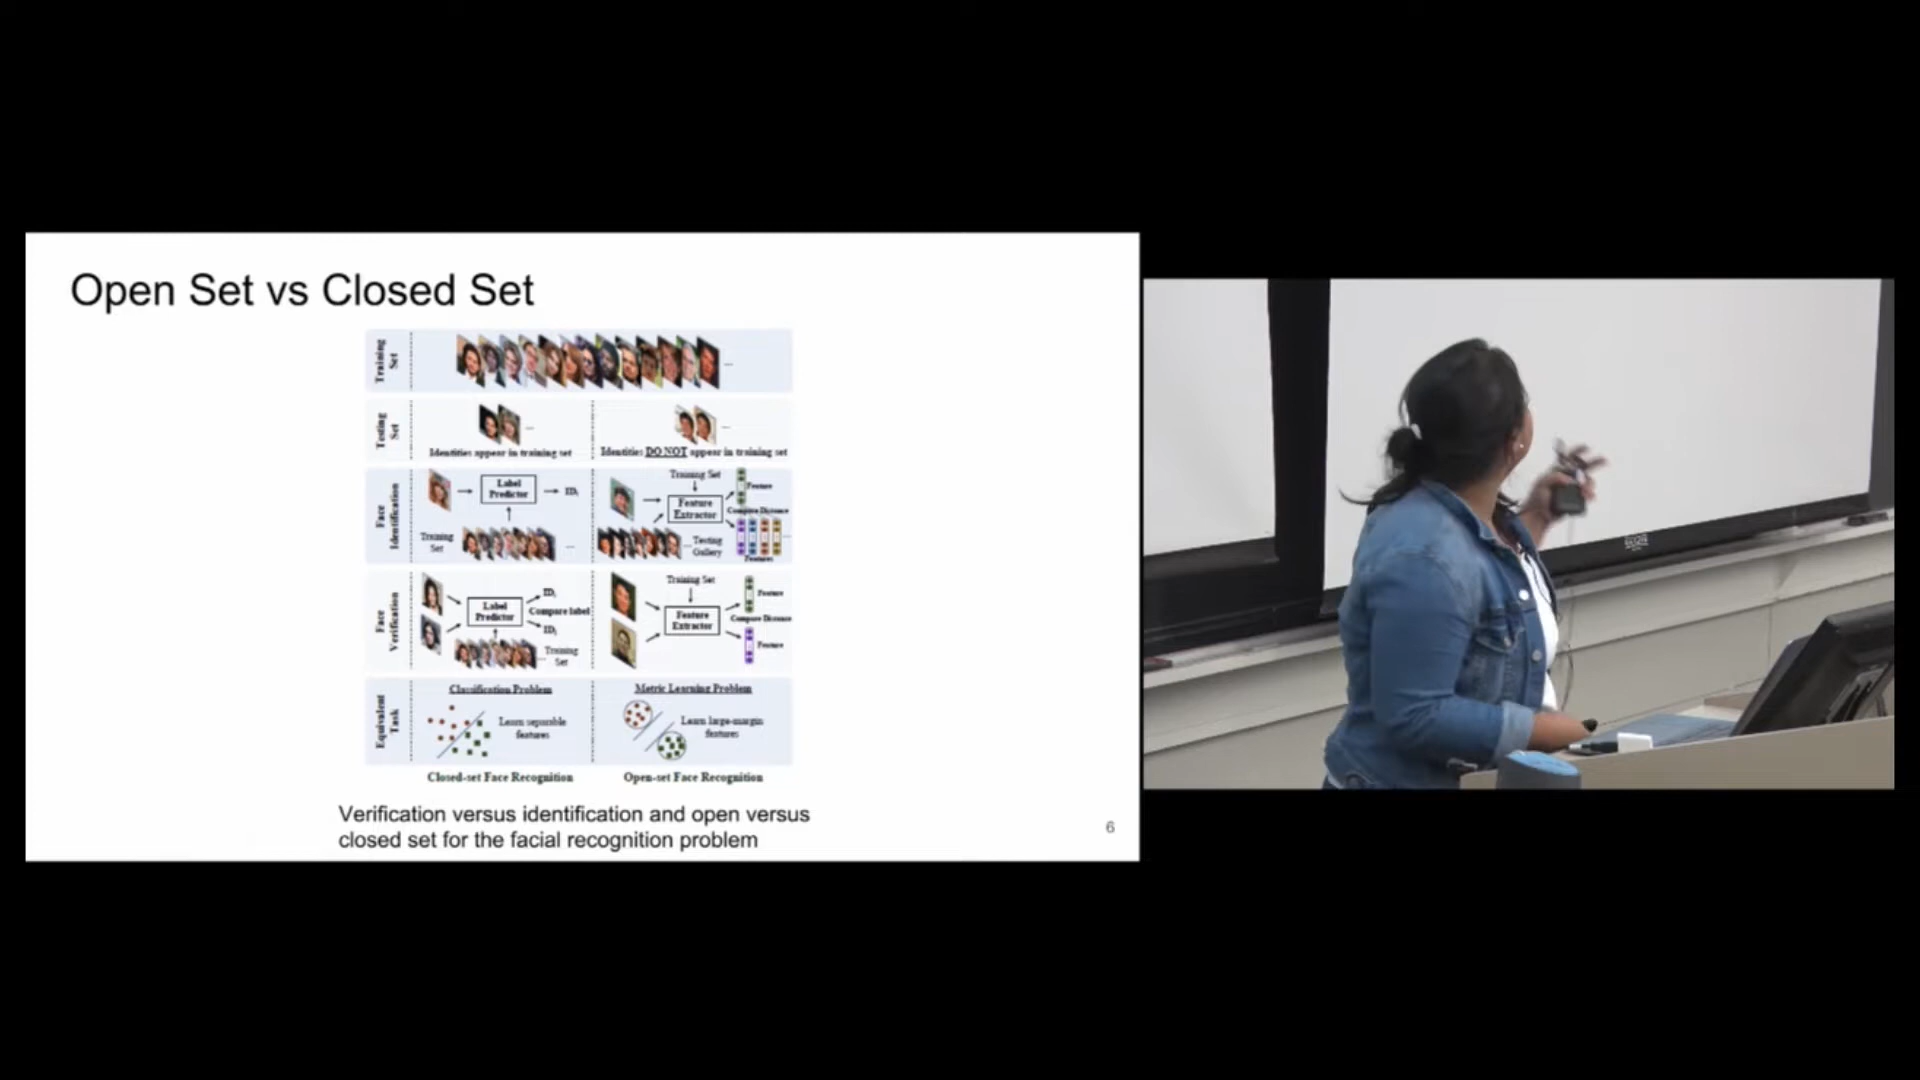 Open Set vs Closed Set
Training
Set
Testing
Set
Identities appear in training set
Identities DO NOT appear in training set
Face
Identification
Label
Predictor
ID
Training
Set
Training Set
Feature
Extractor
Feature
Compare Distance
Testing
Gallery
Features
Face
Verification
Label
Predictor
ID
Compare label
ID
Training
Set
Training Set
Feature
Extractor
Feature
Compare Distance
Feature
Equivalent
Task
Classification Problem
Learn separable
features
Metric Learning Problem
Learn large-margin
features
Closed-set Face Recognition
Open-set Face Recognition
Verification versus identification and open versus
closed set for the facial recognition problem
6